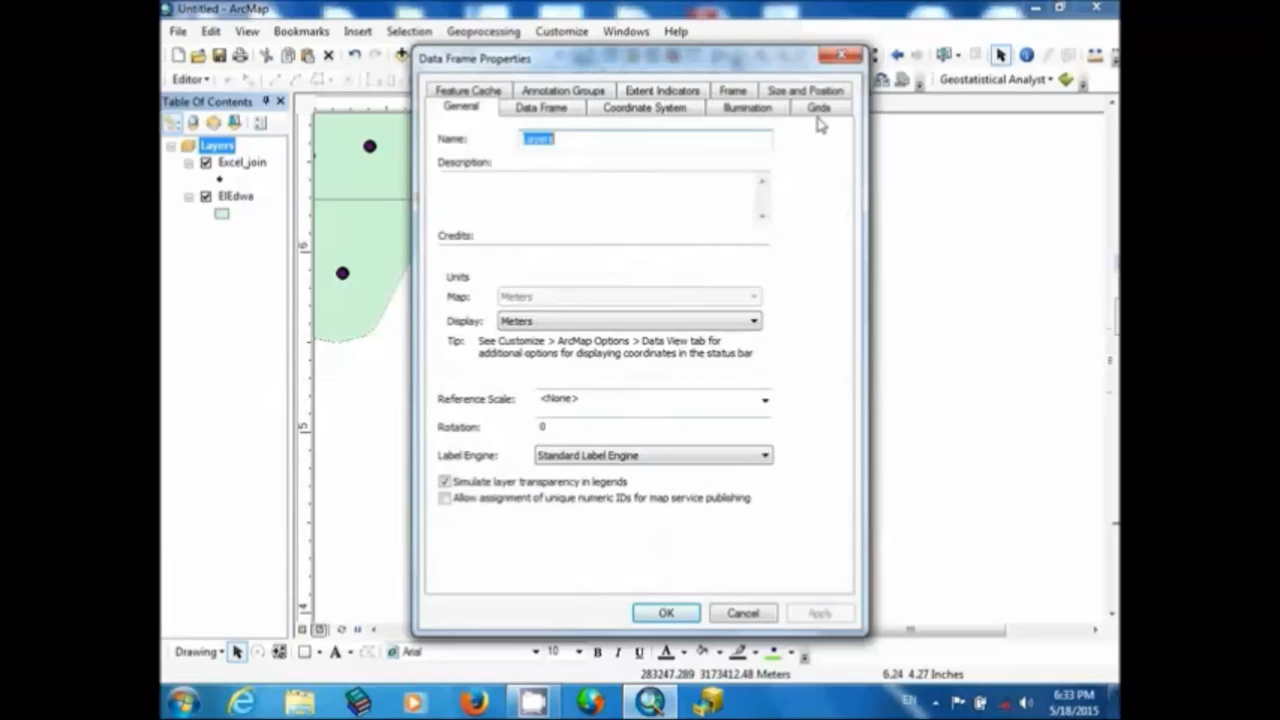 Untitled - ArcMap
File Edit View Bookmarks Insert Selection Geoprocessing Customize Windows Help
Editor
Geostatistical Analyst
Table Of Contents
Layers
Excel_join
ElEdwa
Data Frame Properties
Feature Cache Annotation Groups Extent Indicators Frame Size and Position
General Data Frame Coordinate System Illumination Grids
Name: Layers
Description:
Credits:
Units
Map: Meters
Display: Meters
Tip: See Customize > ArcMap Options > Data View tab for
additional options for displaying coordinates in the status bar
Reference Scale: <None>
Rotation: 0
Label Engine: Standard Label Engine
Simulate layer transparency in legends
Allow assignment of unique numeric IDs for map service publishing
OK Cancel Apply
6
5
4
Drawing A Arial 10 B I U A
283247.289 3173412.48 Meters 6.24 4.27 Inches
EN 6:33 PM
5/18/2015